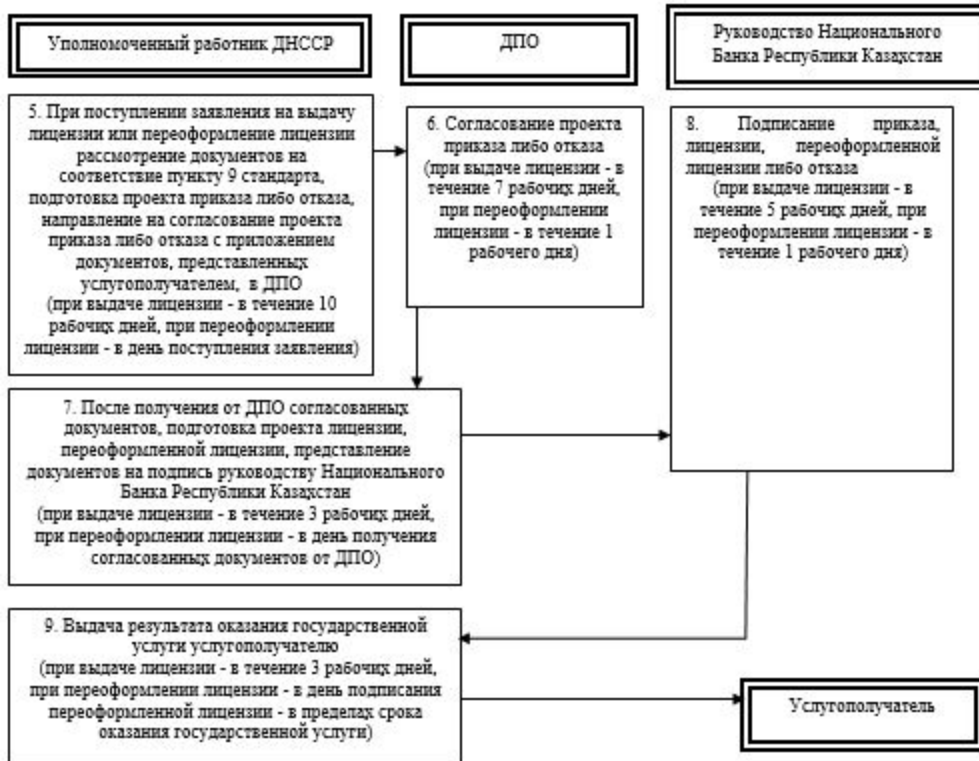 Уполномоченный работник ДНССР
ДПО
Руководство Национального
Банка Республики Казахстан
5. При поступлении заявления на выдачу
лицензии или переоформление лицензии
рассмотрение документов на
соответствие пункту 9 стандарта,
подготовка проекта приказа либо отказа,
направление на согласование проекта
приказа либо отказа с приложением
документов, представленных
услугополучателем, в ДПО
(при выдаче лицензии - в течение 10
рабочих дней, при переоформлении
лицензии - в день поступления заявления)
6. Согласование проекта
приказа либо отказа
(при выдаче лицензии - в
течение 7 рабочих дней,
при переоформлении
лицензии - в течение 1
рабочего дня)
8. Подписание приказа,
лицензии, переоформленной
лицензии либо отказа
(при выдаче лицензии - в
течение 5 рабочих дней, при
переоформлении лицензии - в
течение 1 рабочего дня)
7. После получения от ДПО согласованных
документов, подготовка проекта лицензии,
переоформленной лицензии, представление
документов на подпись руководству Национального
Банка Республики Казахстан
(при выдаче лицензии - в течение 3 рабочих дней,
при переоформлении лицензии - в день получения
согласованных документов от ДПО)
9. Выдача результата оказания государственной
услуги услугополучателю
(при выдаче лицензии - в течение 3 рабочих дней,
при переоформлении лицензии - в день подписания
переоформленной лицензии - в пределах срока
оказания государственной услуги)
Услугополучатель